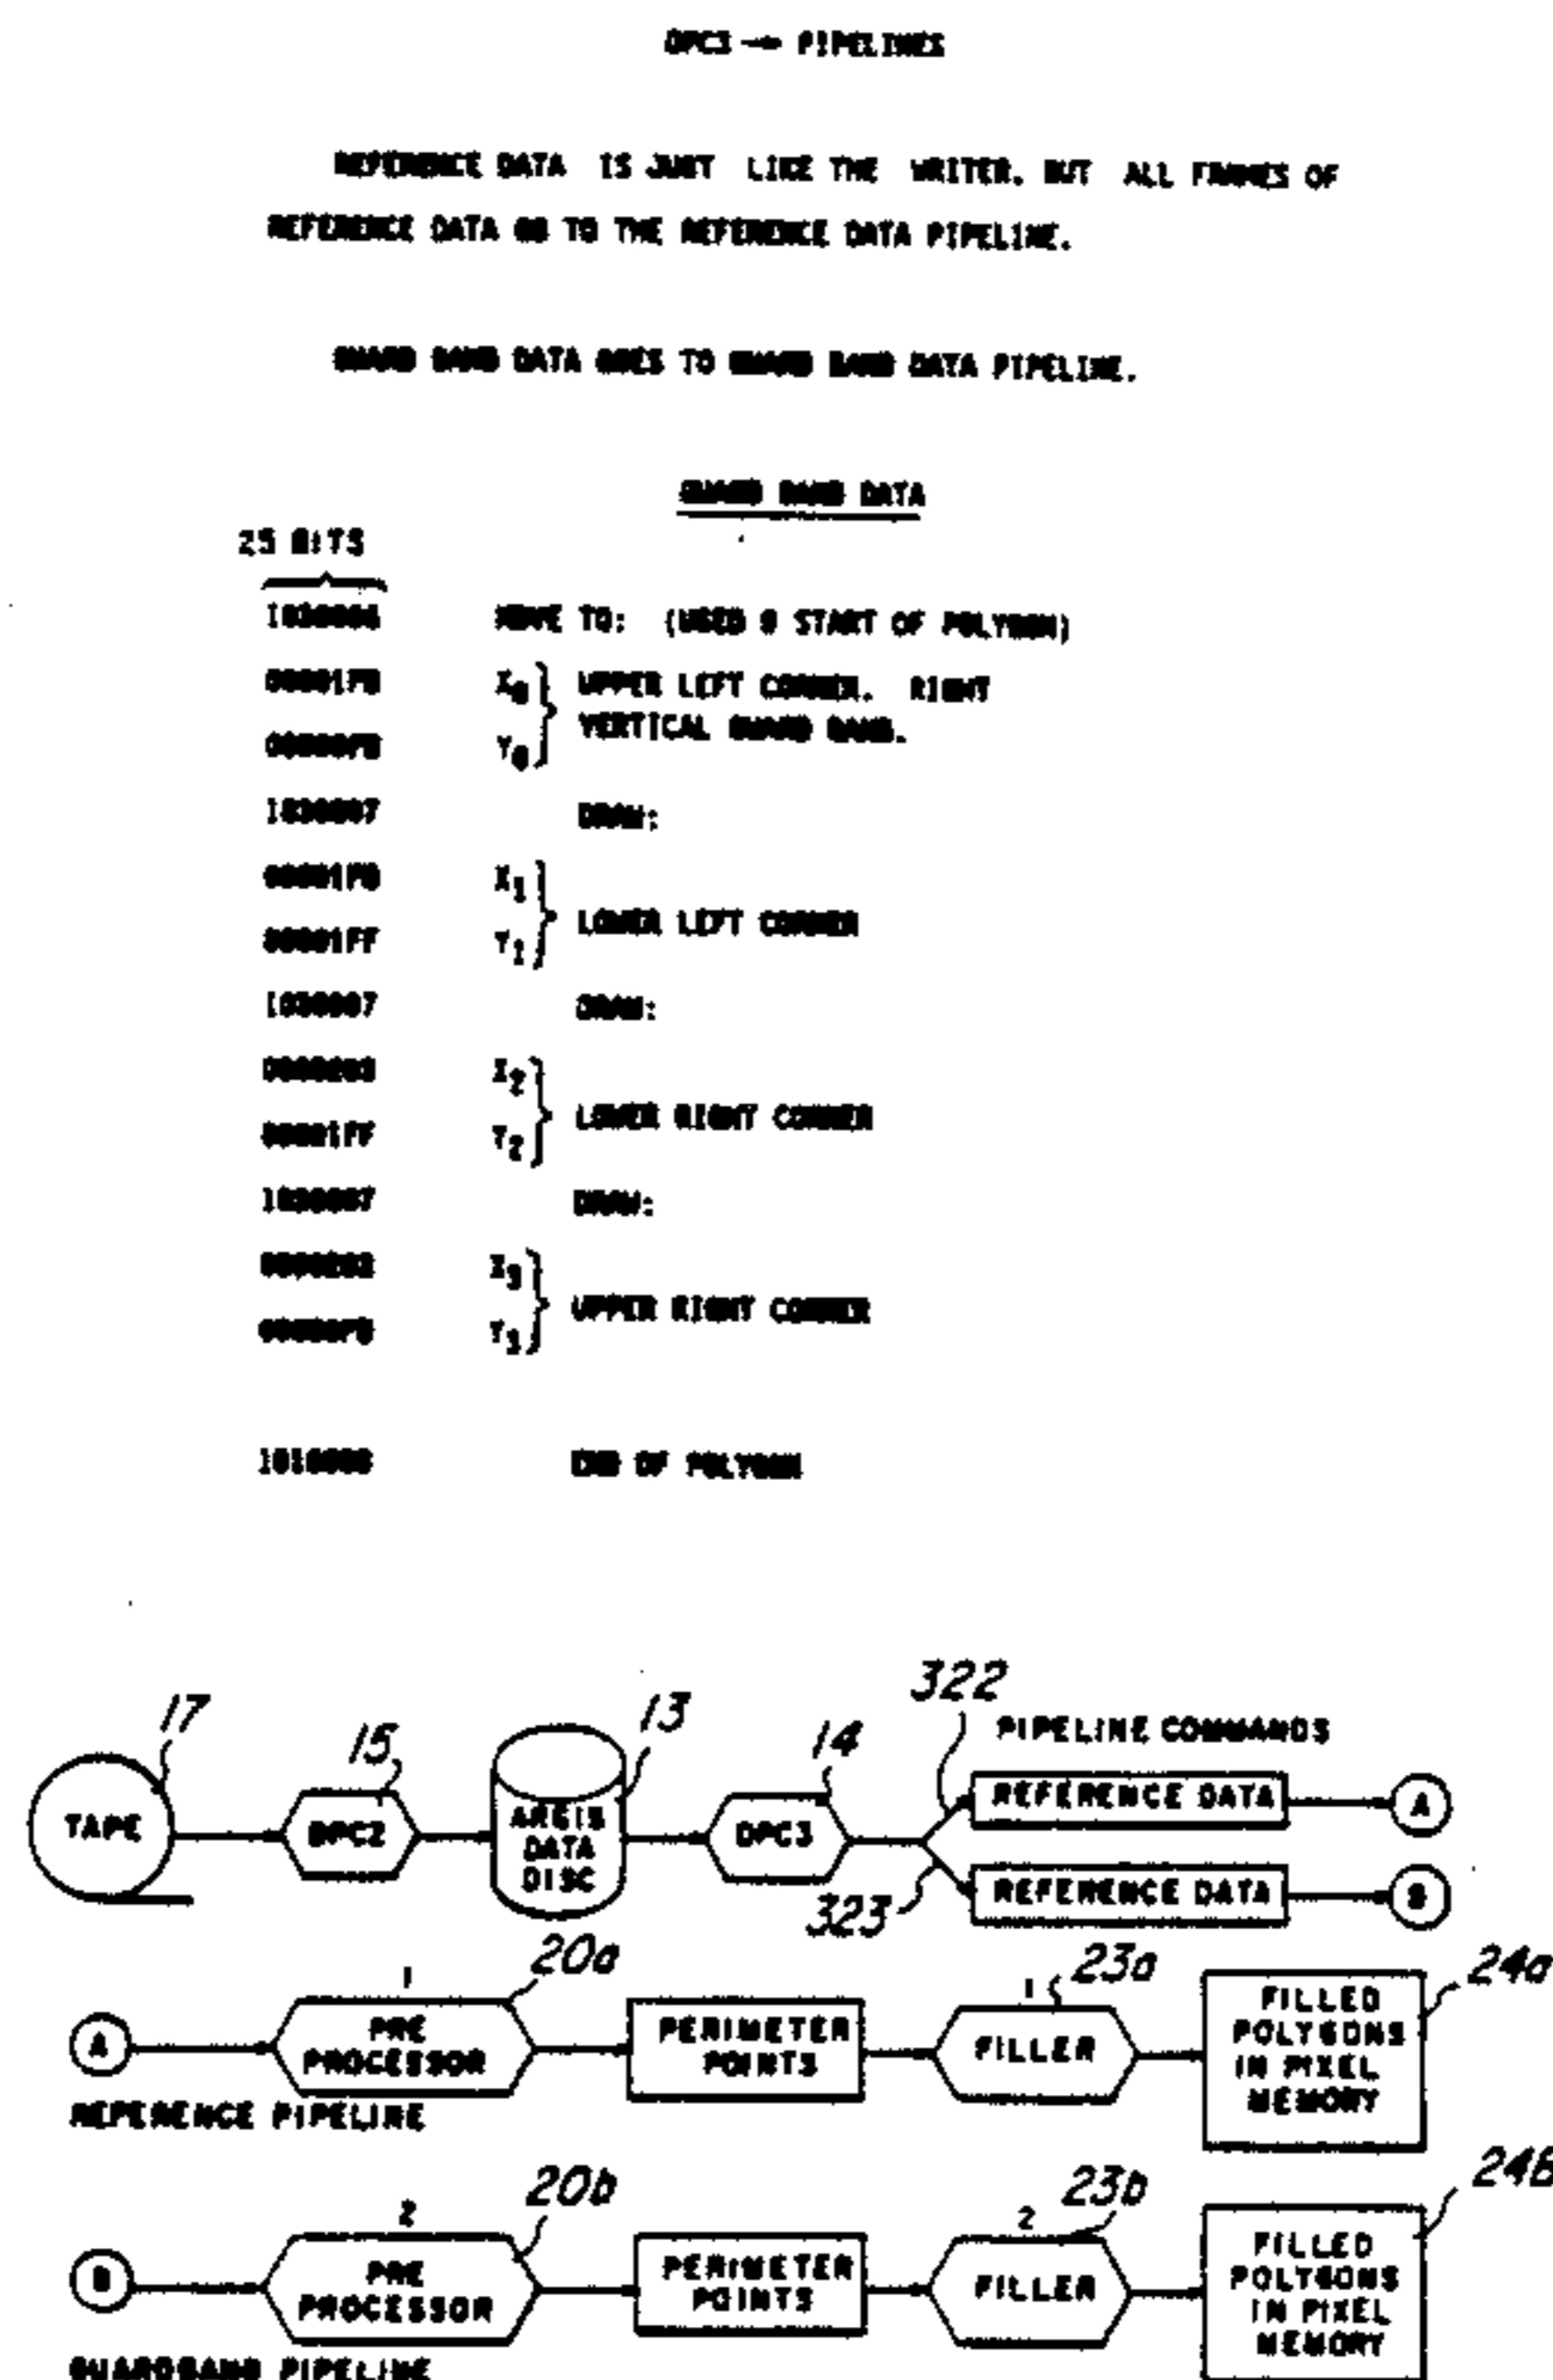 DPC3 → PIPELINES
REFERENCE DATA IS JUST LIKE THE WRITER. BUT ALL FRAMES OF
REFERENCE DATA GO TO THE REFERENCE DATA PIPELINE.
GUARD BAND DATA GOES TO GUARD BAND DATA PIPELINE.
GUARD BAND DATA
25 BITS
MOVE TO: (USED @ START OF POLYGON)
00001FB X0 UPPER LEFT CORNER. RIGHT
VERTICAL GUARD BAND.
Y0
DRAW:
00001FB X1
LOWER LEFT CORNER
00001FF Y1
DRAW:
X2
LOWER RIGHT CORNER
00001FF Y2
DRAW:
X3
UPPER RIGHT CORNER
Y3
END OF POLYGON
17 15 13 14 322 PIPELINE COMMANDS
TAPE DPC2 AREIS DATA DISC DPC3 REFERENCE DATA A
323 REFERENCE DATA B
1 20a 1 23a 24a
A PRE PROCESSOR PERIMETER POINTS FILLER FILLED POLYGONS IN PIXEL MEMORY
REFERENCE PIPELINE
2 20b 2 23b 24b
B PRE PROCESSOR PERIMETER POINTS FILLER FILLED POLYGONS IN PIXEL MEMORY
GUARDBAND PIPELINE